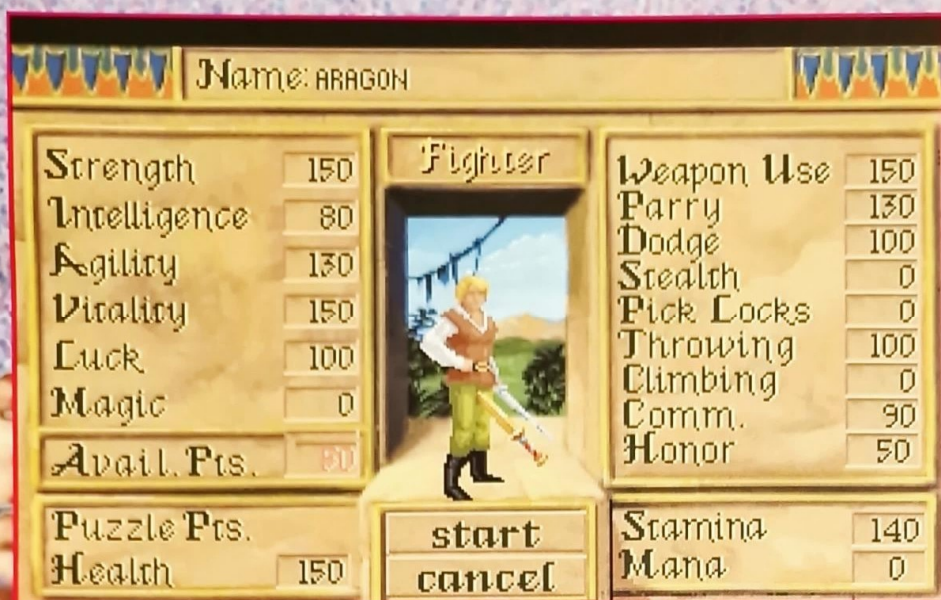 Name: ARAGON
Fighter
Strength 150
Intelligence 80
Agility 130
Vitality 150
Luck 100
Magic 0
Avail. Pts. 50
Puzzle Pts.
Health 150
start
cancel
Weapon Use 150
Parry 130
Dodge 100
Stealth 0
Pick Locks 0
Throwing 100
Climbing 0
Comm. 90
Honor 50
Stamina 140
Mana 0